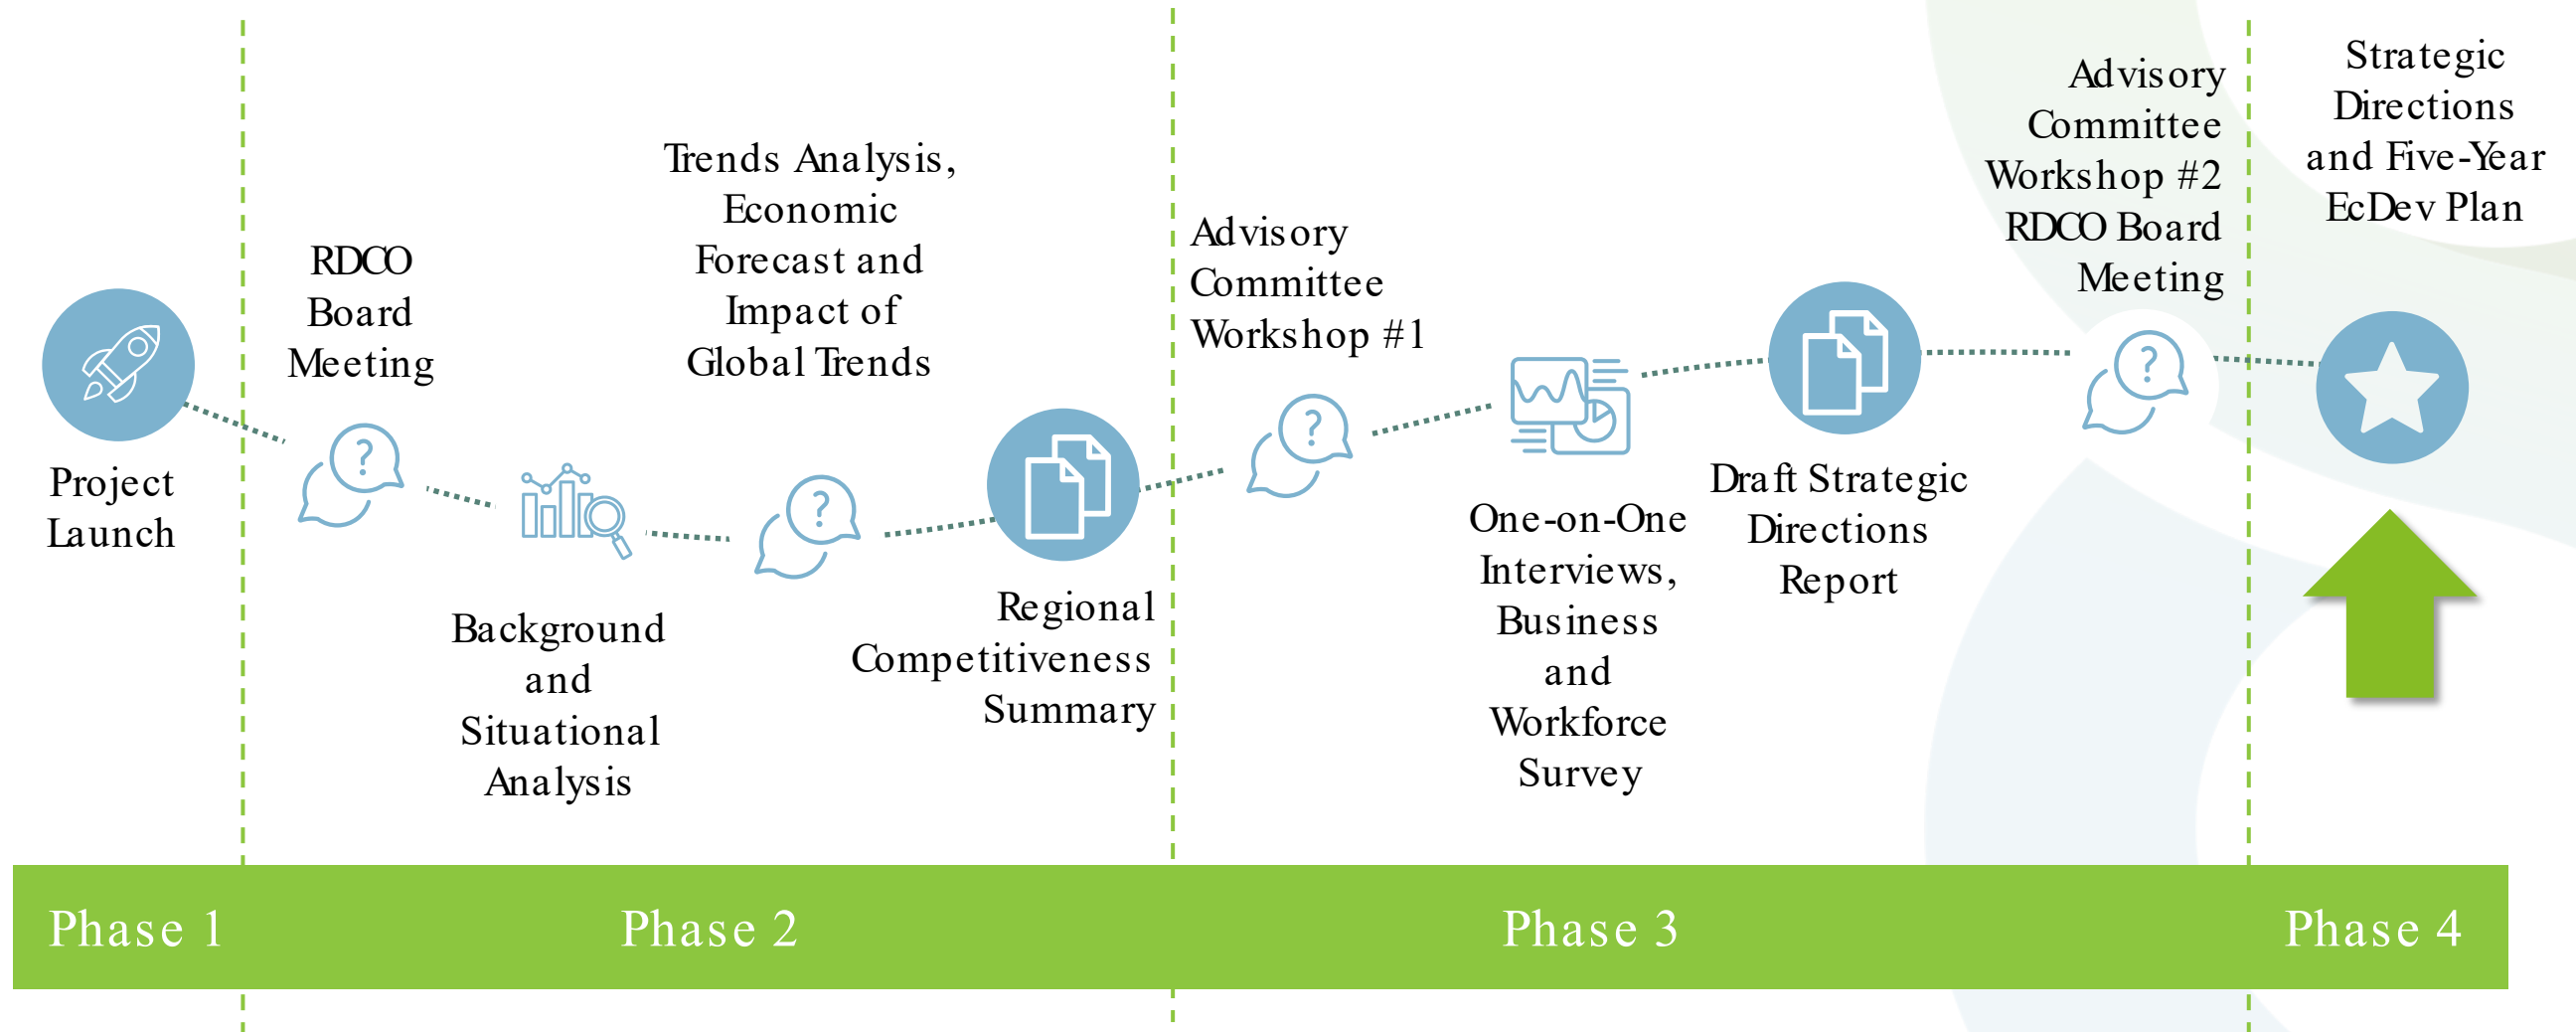 Project
Launch
RDCO
Board
Meeting
Background
and
Situational
Analysis
Trends Analysis,
Economic
Forecast and
Impact of
Global Trends
?
?
Regional
Competitiveness
Summary
Advisory
Committee
Workshop #1
?
One-on-One
Interviews,
Business
and
Workforce
Survey
Draft Strategic
Directions
Report
Advisory
Committee
Workshop #2
RDCO Board
Meeting
?
Strategic
Directions
and Five-Year
EcDev Plan
Phase 1
Phase 2
Phase 3
Phase 4